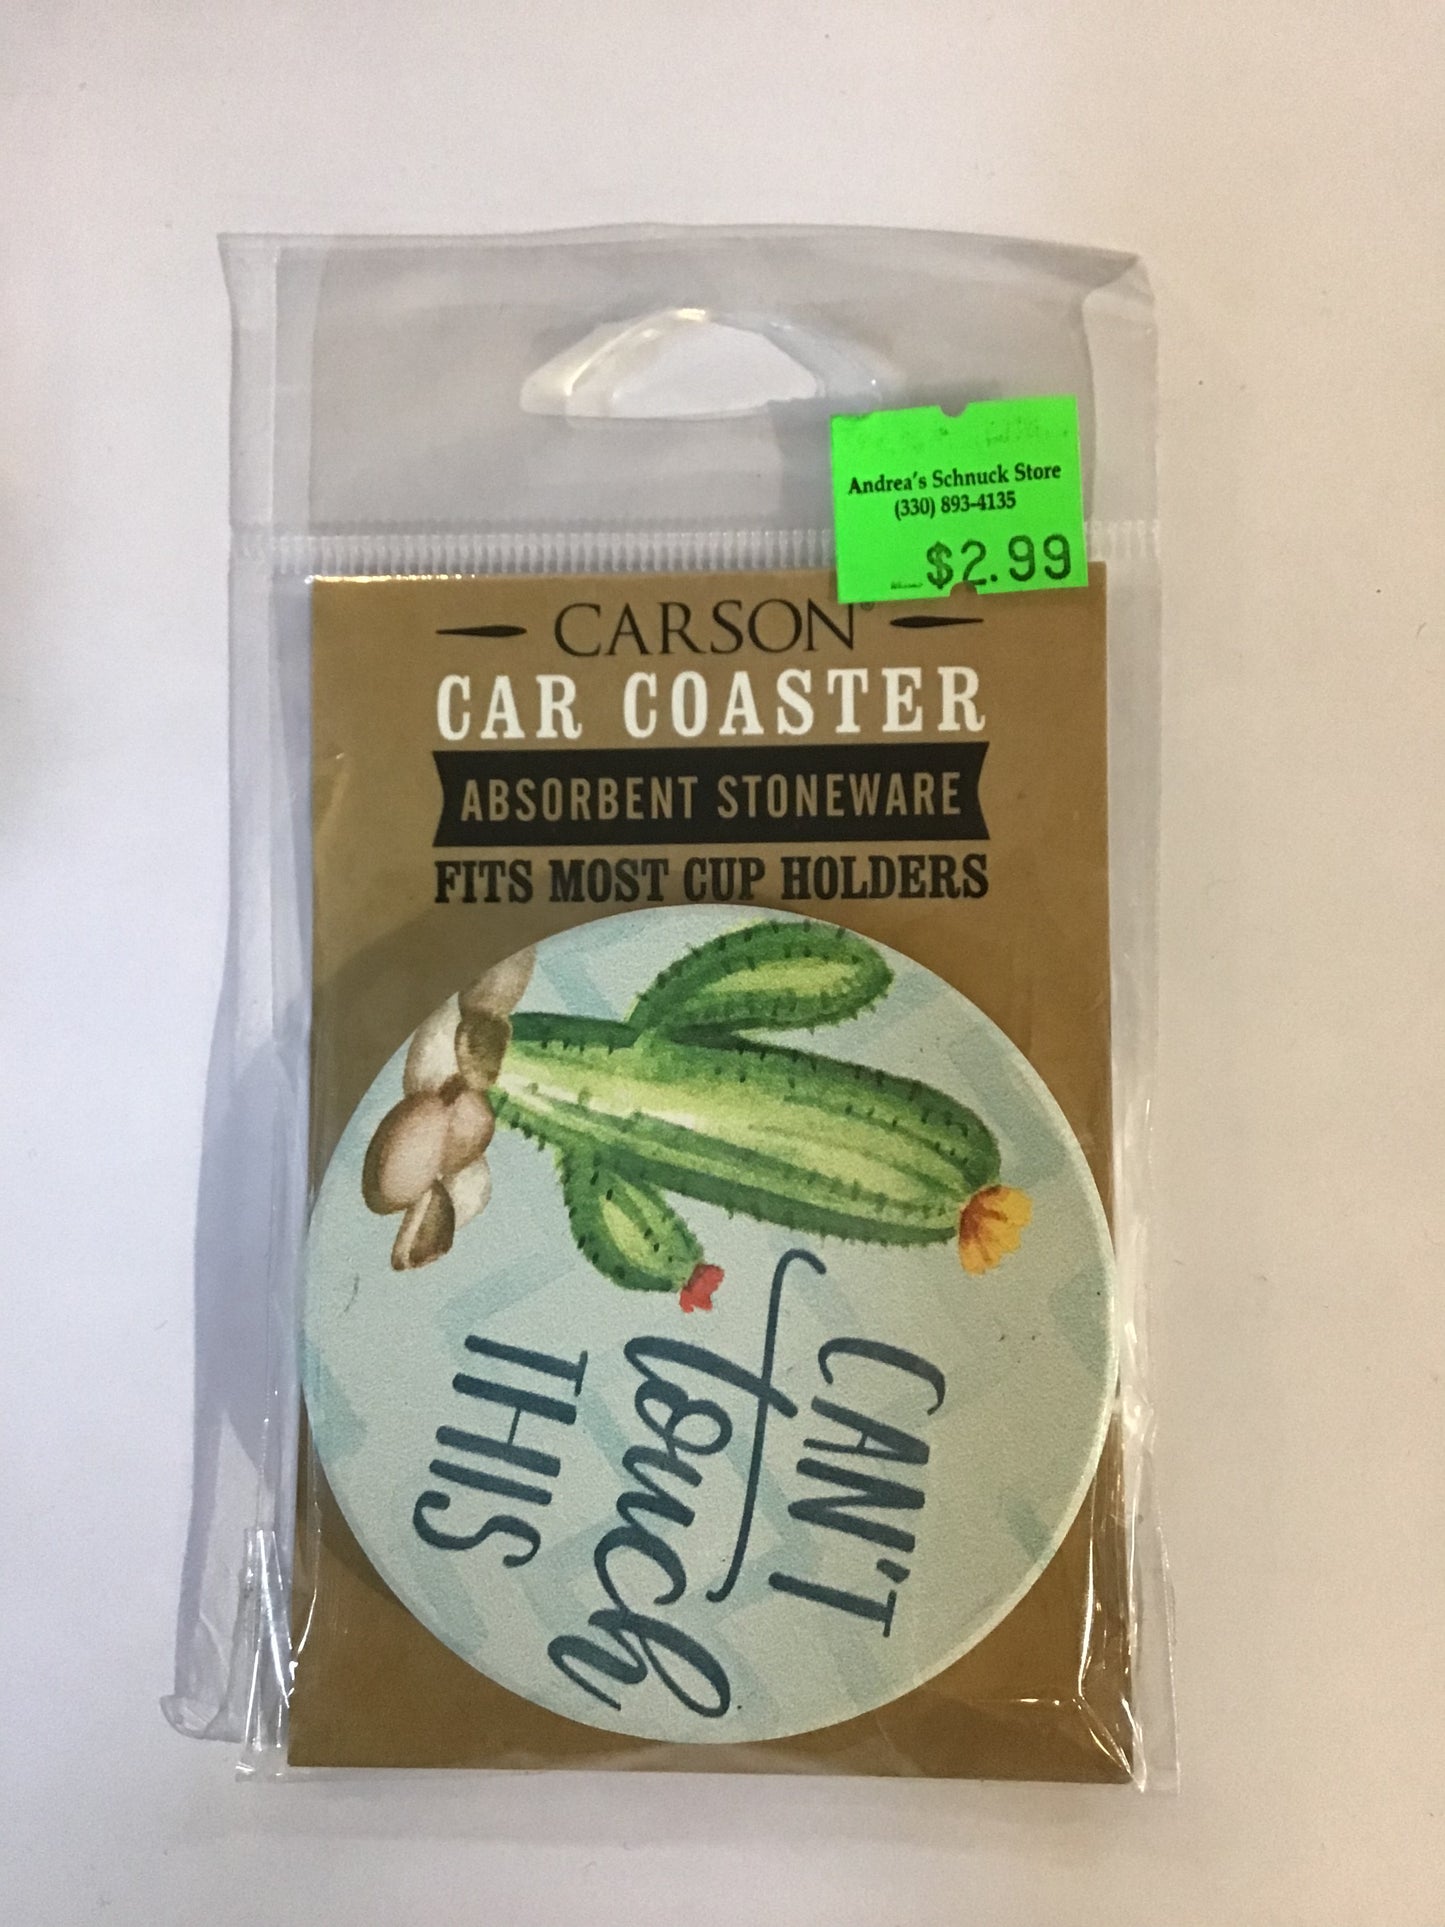 Andrea's Schnuck Store
(330) 893-4135
$2.99
CARSON®
CAR COASTER
ABSORBENT STONEWARE
FITS MOST CUP HOLDERS
CAN'T
touch
THIS